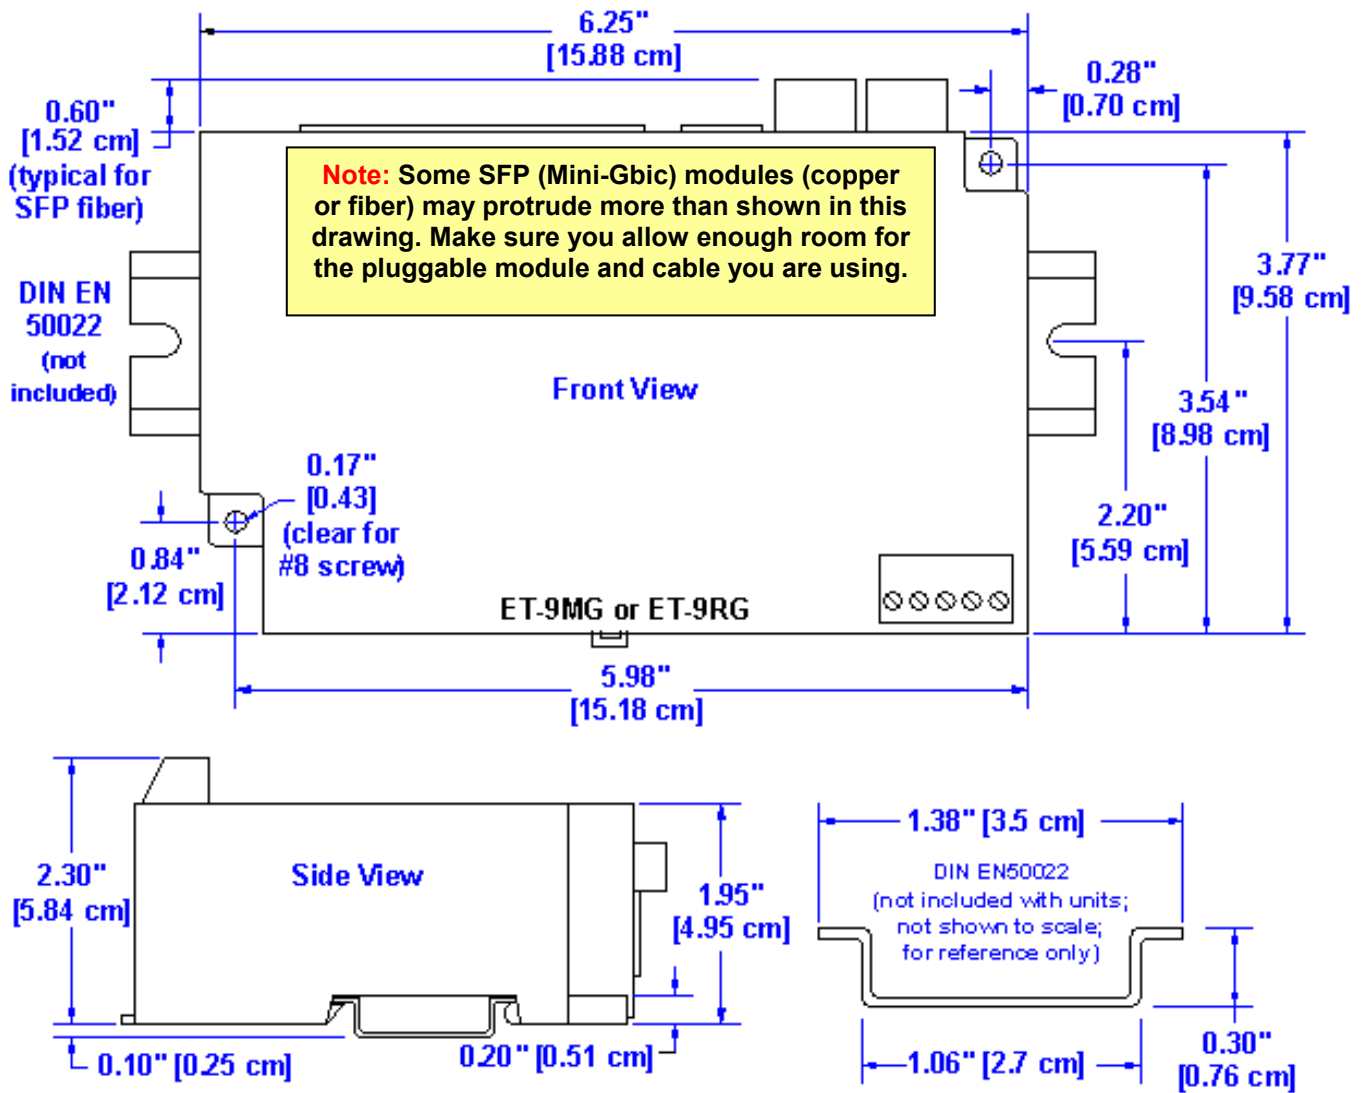 6.25"
[15.88 cm]
0.28"
[0.70 cm]
0.60"
[1.52 cm]
(typical for
SFP fiber)
Note: Some SFP (Mini-Gbic) modules (copper
or fiber) may protrude more than shown in this
drawing. Make sure you allow enough room for
the pluggable module and cable you are using.
3.77"
[9.58 cm]
DIN EN
50022
(not
included)
Front View
3.54"
[8.98 cm]
0.17"
[0.43]
(clear for
#8 screw)
2.20"
[5.59 cm]
0.84"
[2.12 cm]
ET-9MG or ET-9RG
5.98"
[15.18 cm]
2.30"
[5.84 cm]
Side View
1.95"
[4.95 cm]
0.10" [0.25 cm]
0.20" [0.51 cm]
1.38" [3.5 cm]
DIN EN50022
(not included with units;
not shown to scale;
for reference only)
1.06" [2.7 cm]
0.30"
[0.76 cm]